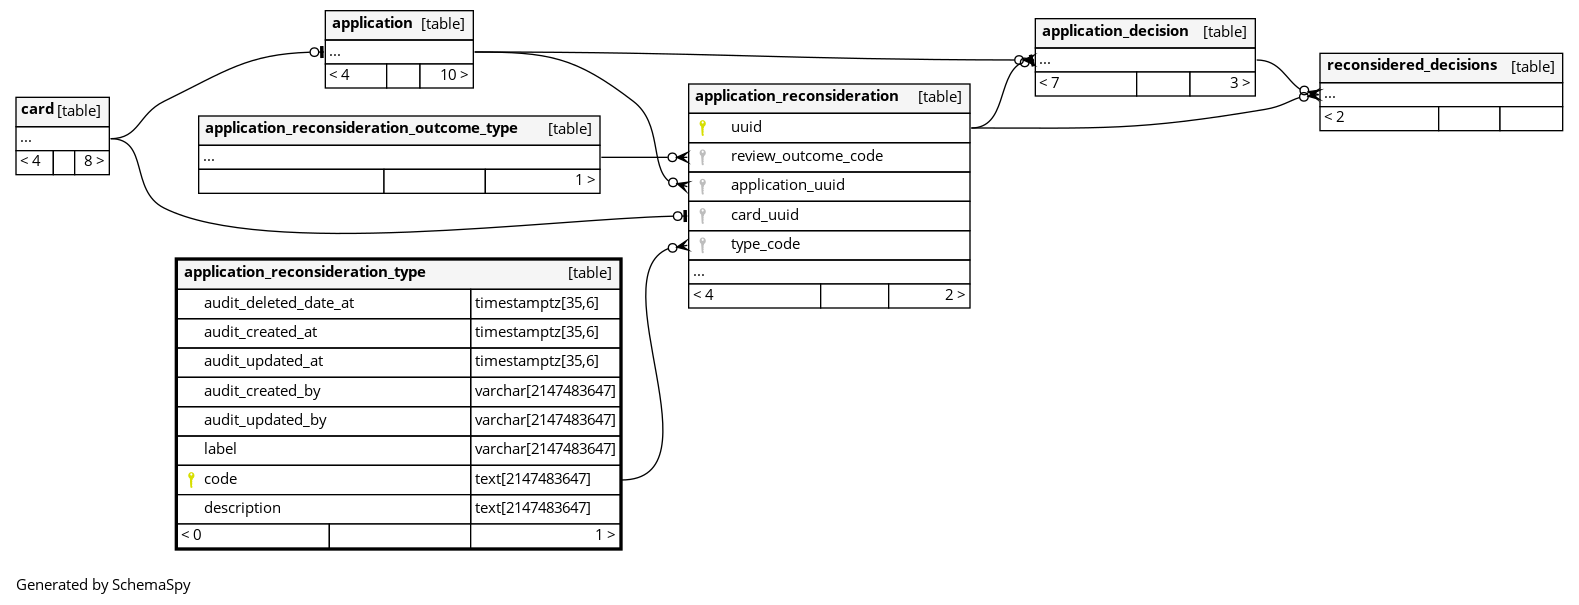 application [table]
...
< 4 10 >
application_decision [table]
...
< 7 3 >
reconsidered_decisions [table]
...
< 2
card [table]
...
< 4 8 >
application_reconsideration_outcome_type [table]
...
1 >
application_reconsideration [table]
uuid
review_outcome_code
application_uuid
card_uuid
type_code
...
< 4 2 >
application_reconsideration_type [table]
audit_deleted_date_at timestamptz[35,6]
audit_created_at timestamptz[35,6]
audit_updated_at timestamptz[35,6]
audit_created_by varchar[2147483647]
audit_updated_by varchar[2147483647]
label varchar[2147483647]
code text[2147483647]
description text[2147483647]
< 0 1 >
Generated by SchemaSpy